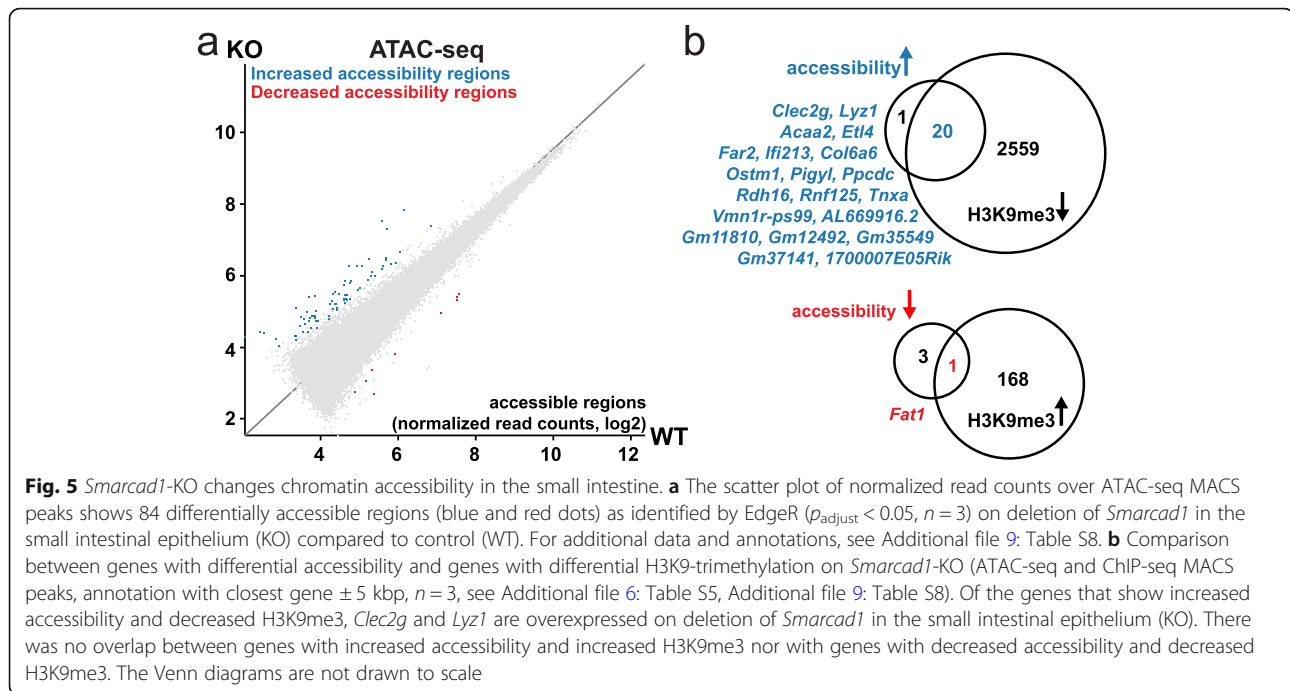 a KO ATAC-seq
Increased accessibility regions
Decreased accessibility regions
10
8
6
4
2
accessible regions
(normalized read counts, log2) WT
4 6 8 10 12
b
accessibility
Clec2g, Lyz1
Acaa2, Etl4
Far2, Ifi213, Col6a6
Ostm1, Pigyl, Ppcdc
Rdh16, Rnf125, Tnxa
Vmn1r-ps99, AL669916.2
Gm11810, Gm12492, Gm35549
Gm37141, 1700007E05Rik
1
20
2559
H3K9me3
accessibility
3
1
168
Fat1
H3K9me3
Fig. 5 Smarcad1-KO changes chromatin accessibility in the small intestine. a The scatter plot of normalized read counts over ATAC-seq MACS
peaks shows 84 differentially accessible regions (blue and red dots) as identified by EdgeR (padjust < 0.05, n = 3) on deletion of Smarcad1 in the
small intestinal epithelium (KO) compared to control (WT). For additional data and annotations, see Additional file 9: Table S8. b Comparison
between genes with differential accessibility and genes with differential H3K9-trimethylation on Smarcad1-KO (ATAC-seq and ChIP-seq MACS
peaks, annotation with closest gene ± 5 kbp, n = 3, see Additional file 6: Table S5, Additional file 9: Table S8). Of the genes that show increased
accessibility and decreased H3K9me3, Clec2g and Lyz1 are overexpressed on deletion of Smarcad1 in the small intestinal epithelium (KO). There
was no overlap between genes with increased accessibility and increased H3K9me3 nor with genes with decreased accessibility and decreased
H3K9me3. The Venn diagrams are not drawn to scale